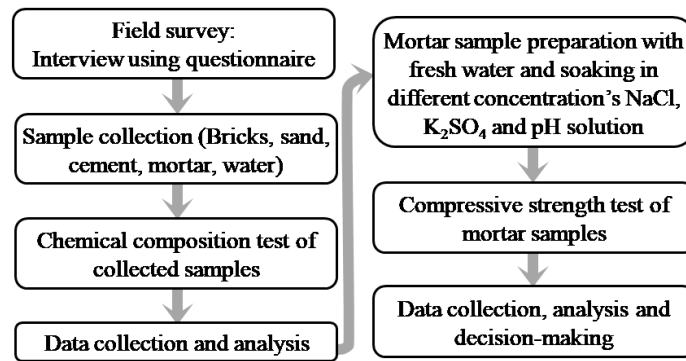 Field survey:
Interview using questionnaire
Sample collection (Bricks, sand,
cement, mortar, water)
Chemical composition test of
collected samples
Data collection and analysis
Mortar sample preparation with
fresh water and soaking in
different concentration's NaCl,
K₂SO₄ and pH solution
Compressive strength test of
mortar samples
Data collection, analysis and
decision-making